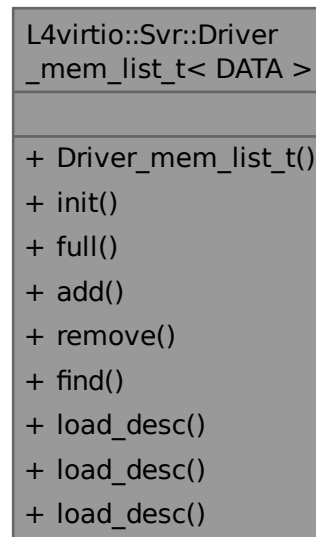 L4virtio::Svr::Driver
_mem_list_t< DATA >
+ Driver_mem_list_t()
+ init()
+ full()
+ add()
+ remove()
+ find()
+ load_desc()
+ load_desc()
+ load_desc()